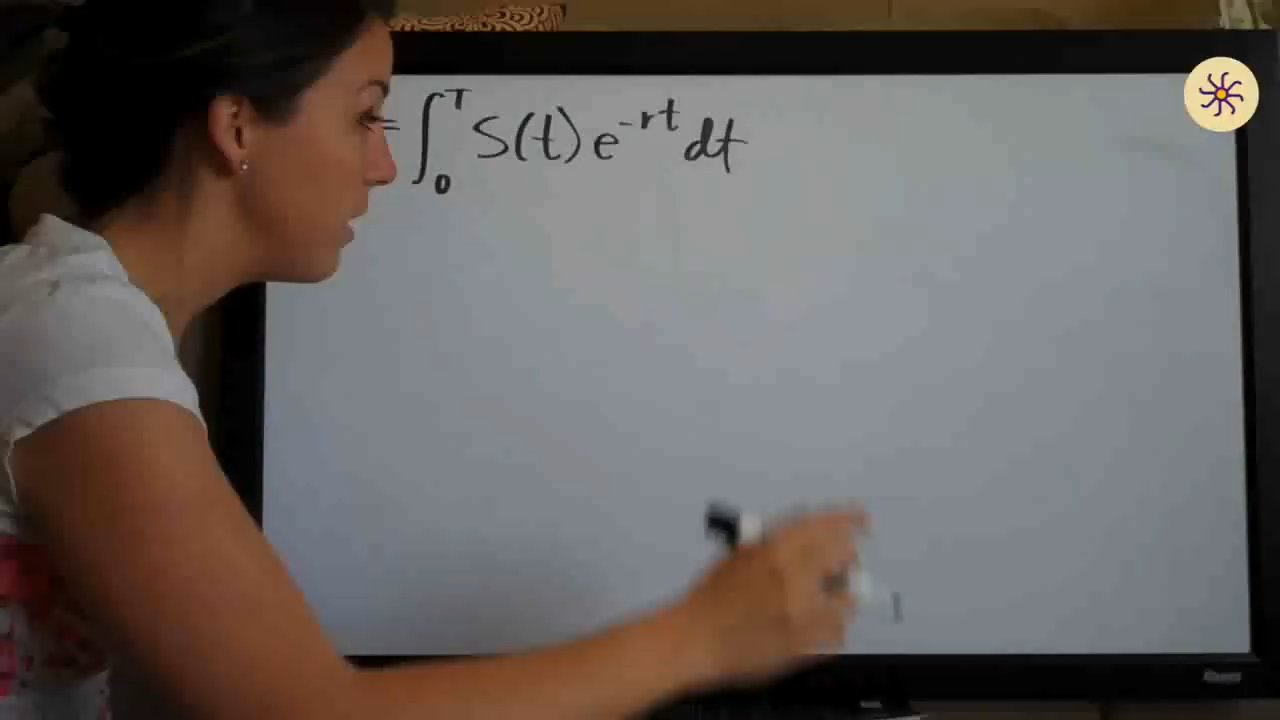 = ∫₀ᵀ S(t) e^{-rt} dt